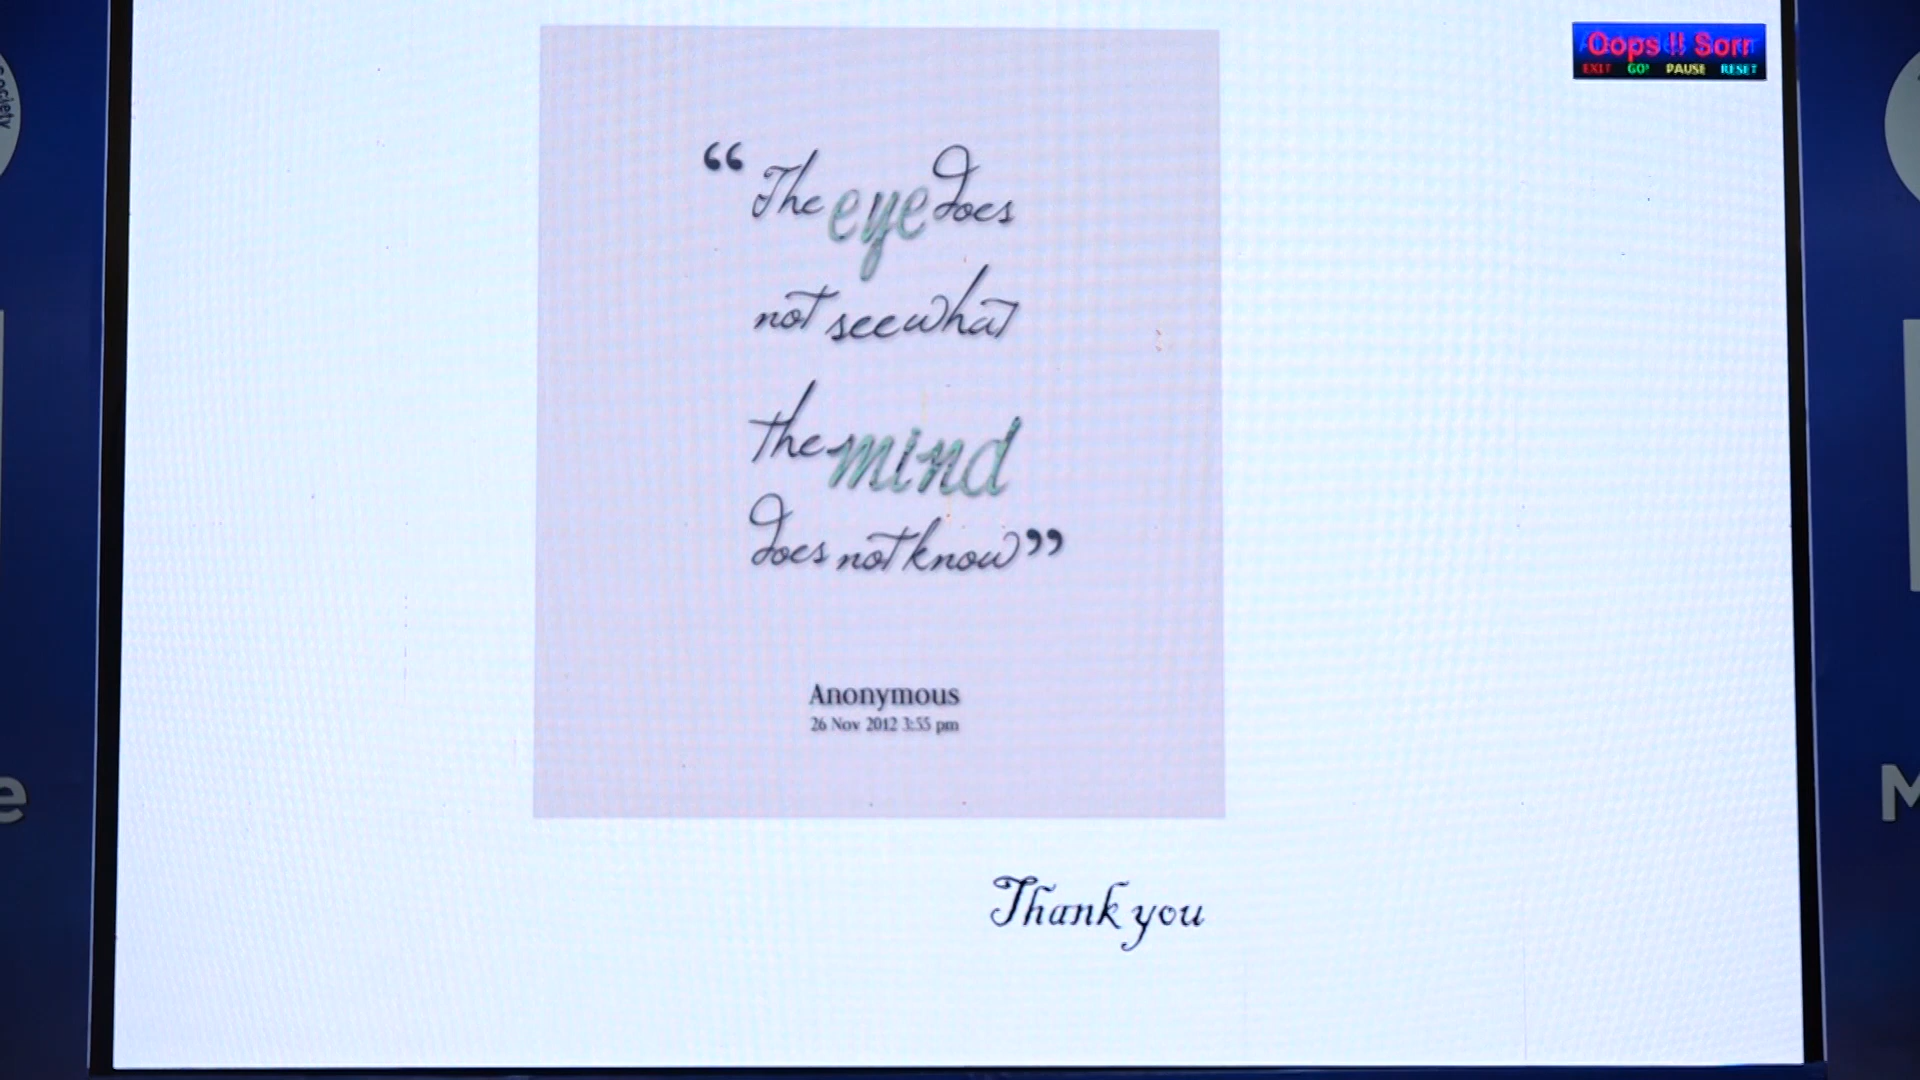 ociety
Oops !! Sorr
EXIT GO! PAUSE RESET
“The eye does
not see what
the mind
does not know”
Anonymous
26 Nov 2012 3:55 pm
Thank you
e
M